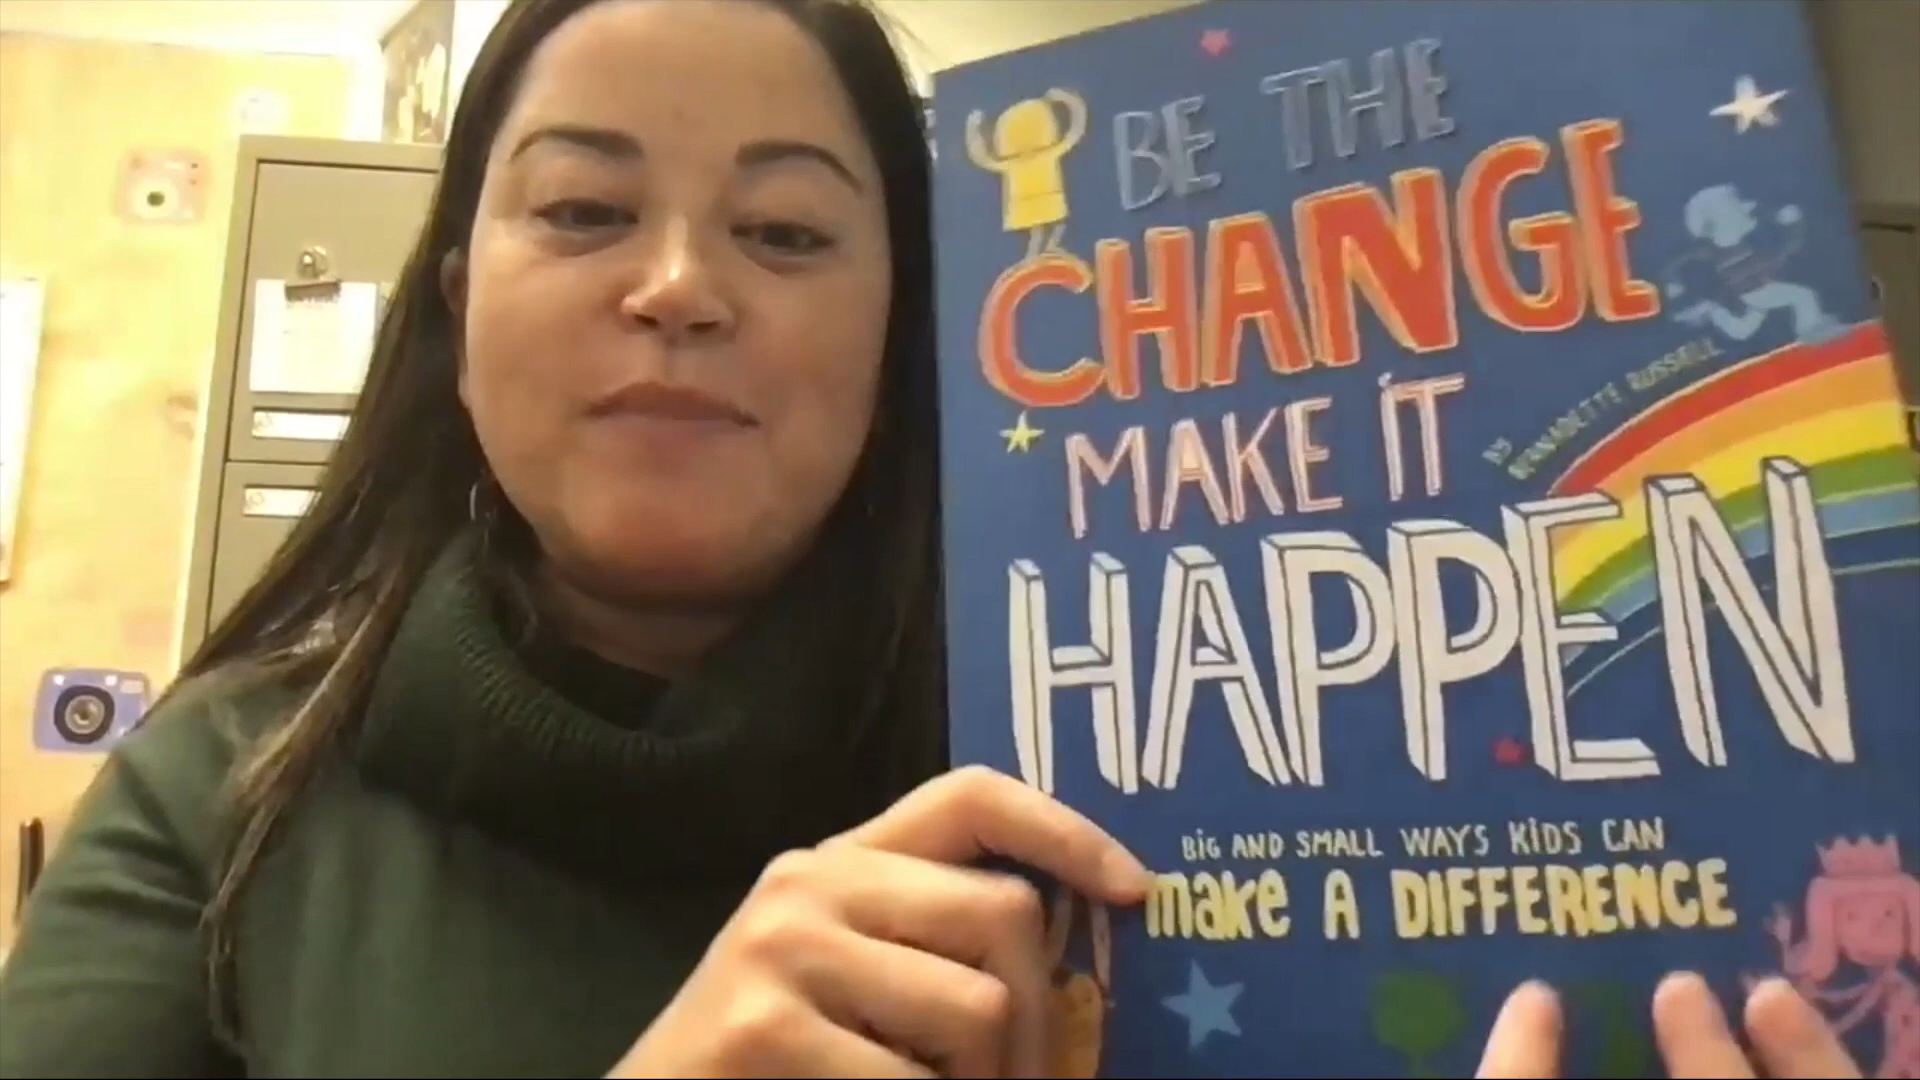 BE THE
CHANGE
MAKE IT
BY
BERNADETTE RUSSELL
HAPPEN
BIG AND SMALL WAYS KIDS CAN
make A DIFFERENCE